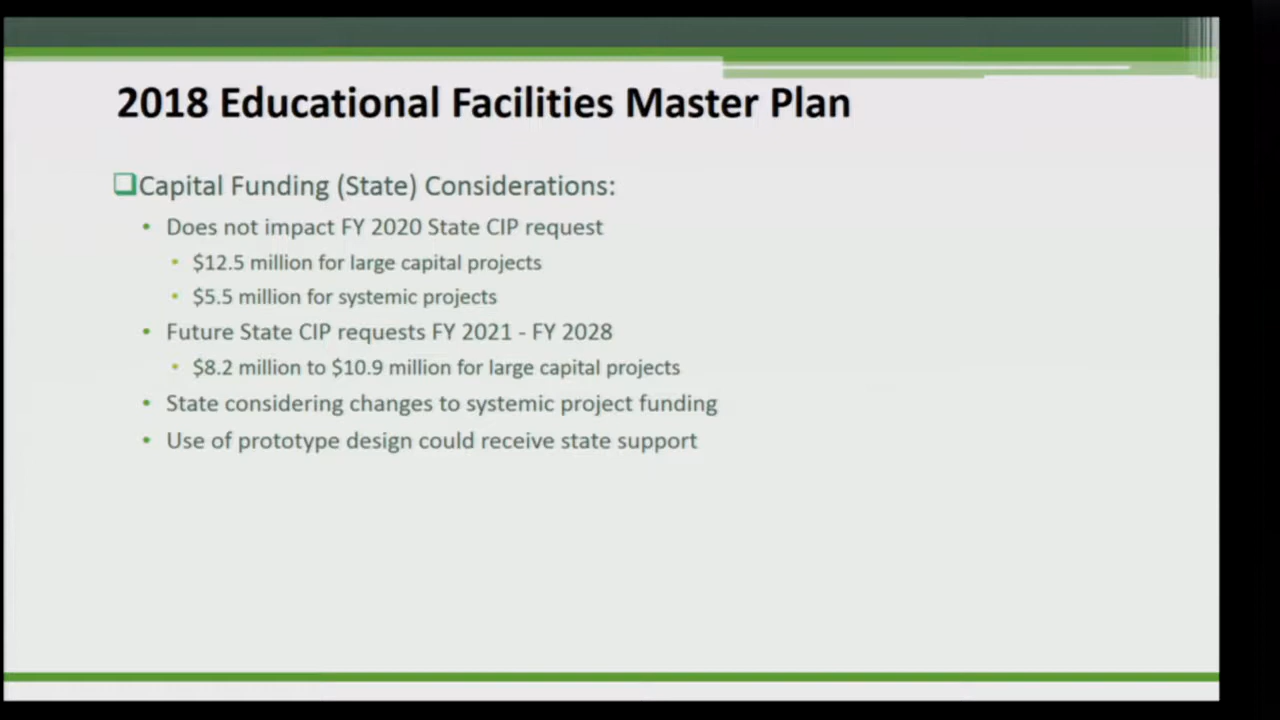 2018 Educational Facilities Master Plan
Capital Funding (State) Considerations:
Does not impact FY 2020 State CIP request
$12.5 million for large capital projects
$5.5 million for systemic projects
Future State CIP requests FY 2021 - FY 2028
$8.2 million to $10.9 million for large capital projects
State considering changes to systemic project funding
Use of prototype design could receive state support